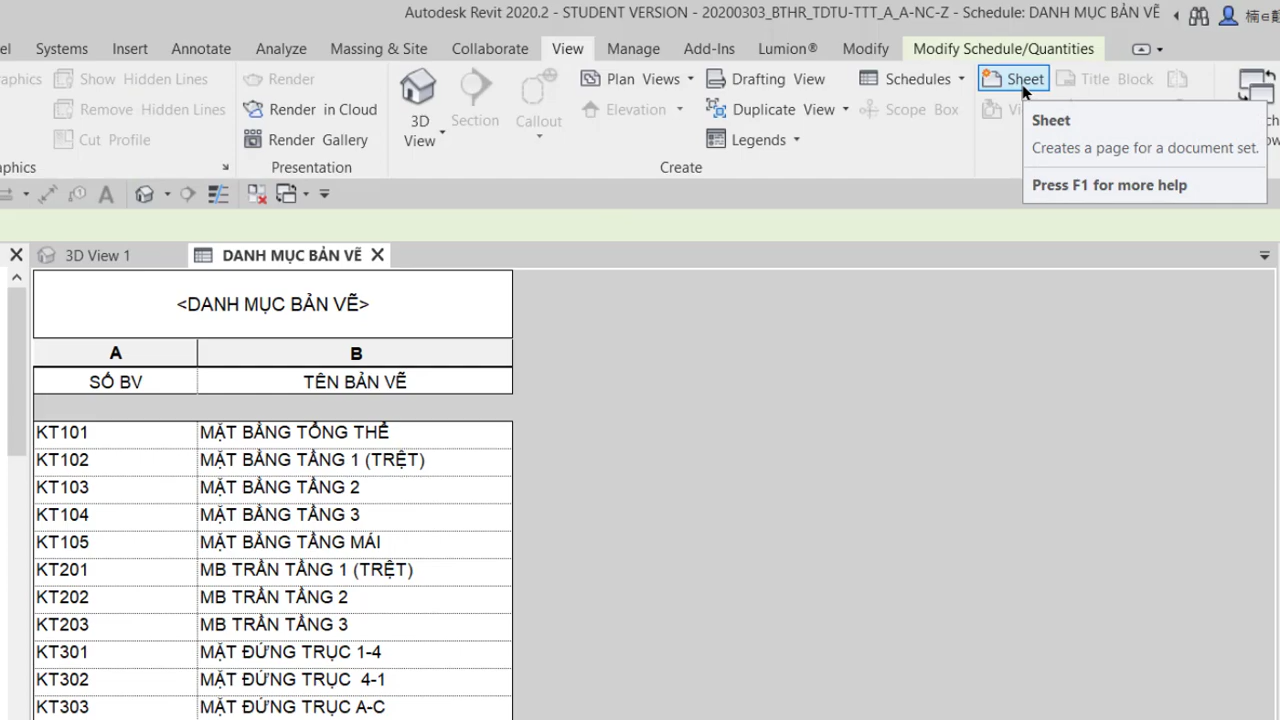 Autodesk Revit 2020.2 - STUDENT VERSION - 20200303_BTHR_TDTU-TTT_A_A-NC-Z - Schedule: DANH MỤC BẢN VẼ
el Systems Insert Annotate Analyze Massing & Site Collaborate View Manage Add-Ins Lumion® Modify Modify Schedule/Quantities
raphics Show Hidden Lines Render Plan Views Drafting View Schedules Sheet Title Block
Remove Hidden Lines Render in Cloud 3D View Section Callout Elevation Duplicate View Scope Box Vi
Cut Profile Render Gallery Legends
aphics Presentation Create
Sheet
Creates a page for a document set.
Press F1 for more help
3D View 1 DANH MỤC BẢN VẼ
<DANH MỤC BẢN VẼ>
A B
SỐ BV TÊN BẢN VẼ
KT101 MẶT BẰNG TỔNG THỂ
KT102 MẶT BẰNG TẦNG 1 (TRỆT)
KT103 MẶT BẰNG TẦNG 2
KT104 MẶT BẰNG TẦNG 3
KT105 MẶT BẰNG TẦNG MÁI
KT201 MB TRẦN TẦNG 1 (TRỆT)
KT202 MB TRẦN TẦNG 2
KT203 MB TRẦN TẦNG 3
KT301 MẶT ĐỨNG TRỤC 1-4
KT302 MẶT ĐỨNG TRỤC 4-1
KT303 MẶT ĐỨNG TRỤC A-C